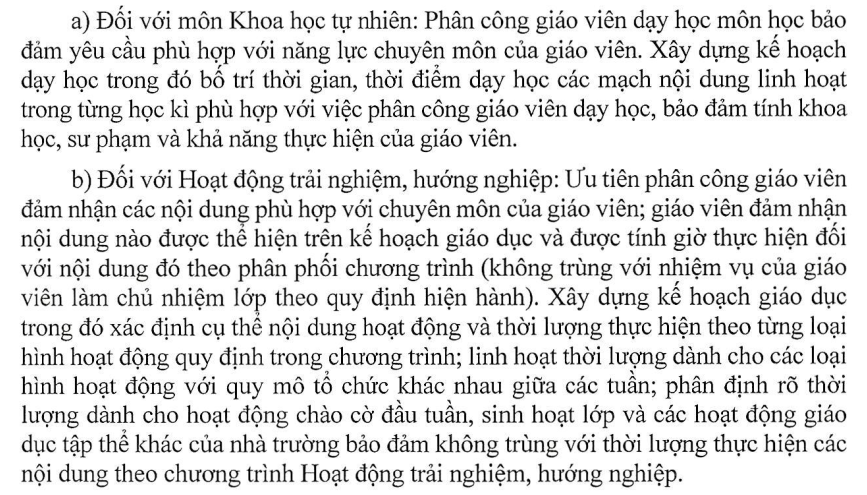 a) Đối với môn Khoa học tự nhiên: Phân công giáo viên dạy học môn học bảo
đảm yêu cầu phù hợp với năng lực chuyên môn của giáo viên. Xây dựng kế hoạch
dạy học trong đó bố trí thời gian, thời điểm dạy học các mạch nội dung linh hoạt
trong từng học kì phù hợp với việc phân công giáo viên dạy học, bảo đảm tính khoa
học, sư phạm và khả năng thực hiện của giáo viên.
b) Đối với Hoạt động trải nghiệm, hướng nghiệp: Ưu tiên phân công giáo viên
đảm nhận các nội dung phù hợp với chuyên môn của giáo viên; giáo viên đảm nhận
nội dung nào được thể hiện trên kế hoạch giáo dục và được tính giờ thực hiện đối
với nội dung đó theo phân phối chương trình (không trùng với nhiệm vụ của giáo
viên làm chủ nhiệm lớp theo quy định hiện hành). Xây dựng kế hoạch giáo dục
trong đó xác định cụ thể nội dung hoạt động và thời lượng thực hiện theo từng loại
hình hoạt động quy định trong chương trình; linh hoạt thời lượng dành cho các loại
hình hoạt động với quy mô tổ chức khác nhau giữa các tuần; phân định rõ thời
lượng dành cho hoạt động chào cờ đầu tuần, sinh hoạt lớp và các hoạt động giáo
dục tập thể khác của nhà trường bảo đảm không trùng với thời lượng thực hiện các
nội dung theo chương trình Hoạt động trải nghiệm, hướng nghiệp.